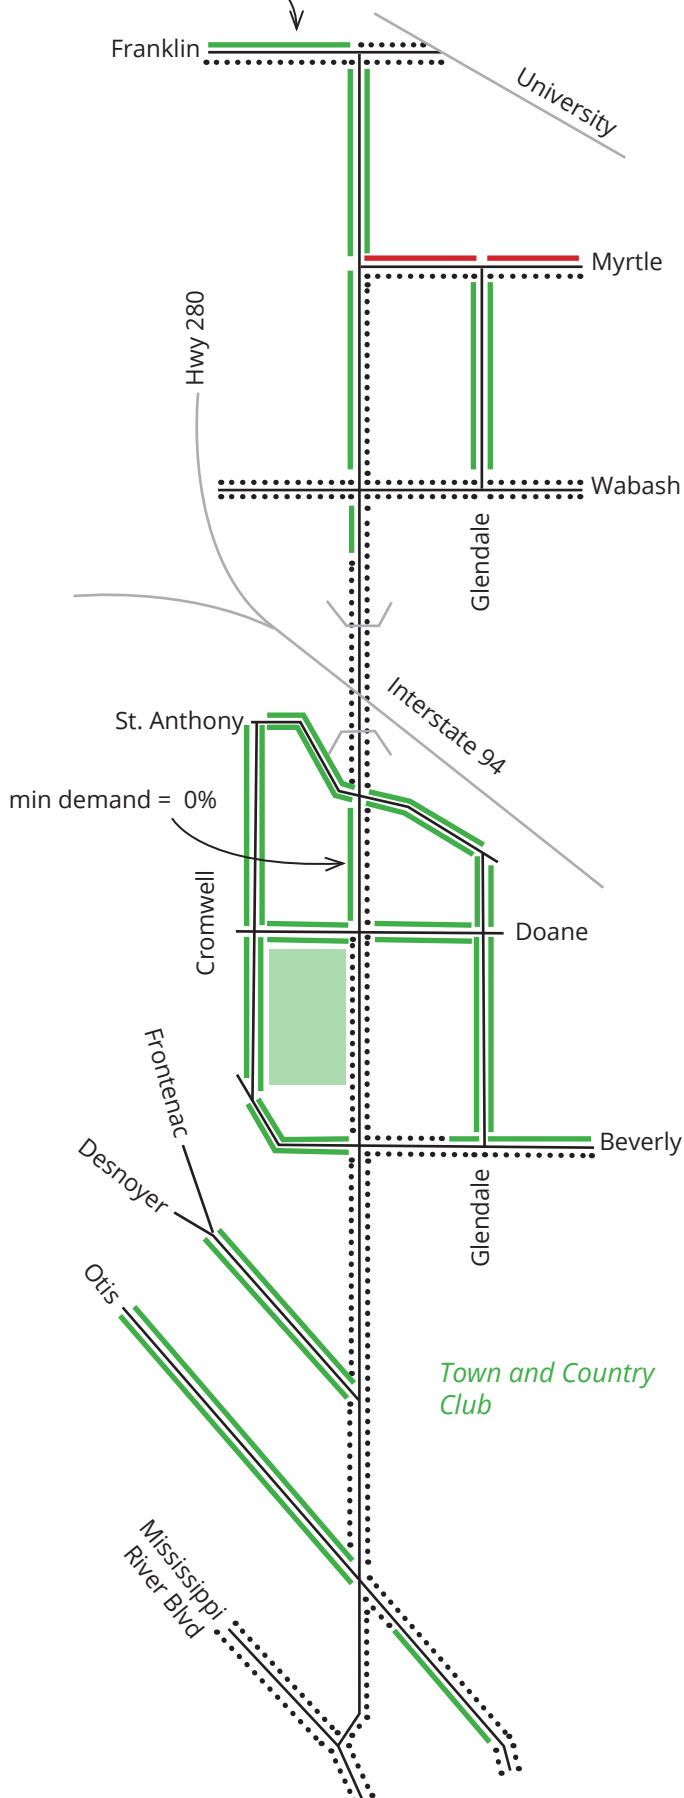 Franklin
University
Myrtle
Hwy 280
Wabash
Glendale
Interstate 94
St. Anthony
min demand = 0%
Cromwell
Doane
Frontenac
Beverly
Desnoyer
Glendale
Otis
Town and Country
Club
Mississippi
River Blvd